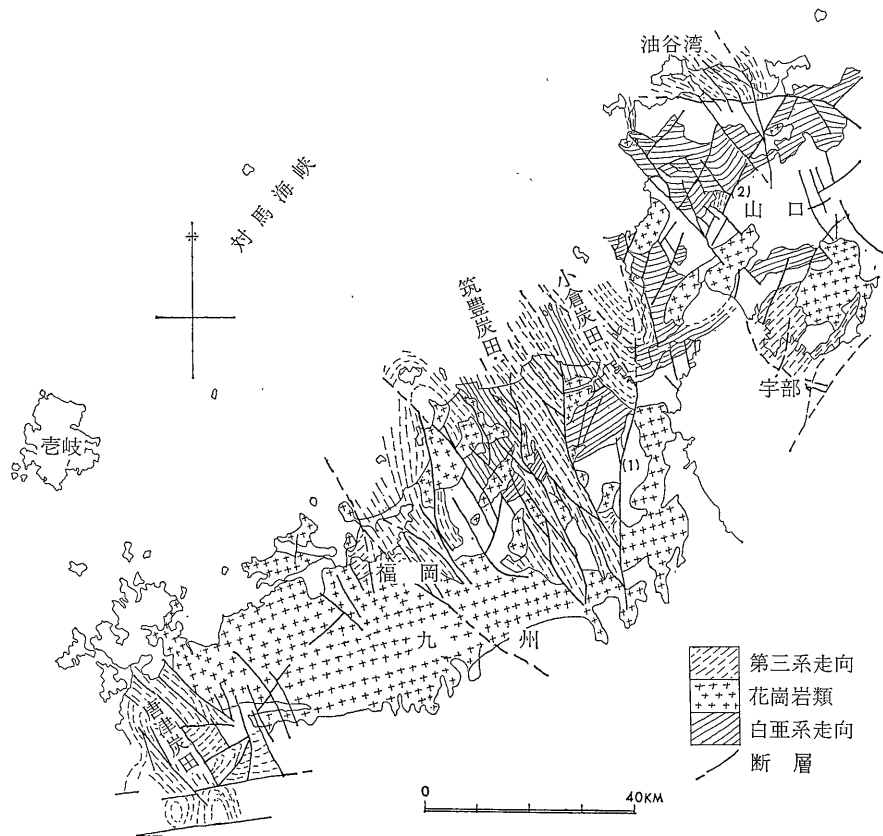 油谷湾
対馬海峡
(2)
山口
筑豊炭田
小倉炭田
宇部
壱岐
(1)
福岡
九州
唐津炭田
第三系走向
花崗岩類
白亜系走向
断層
0 40KM